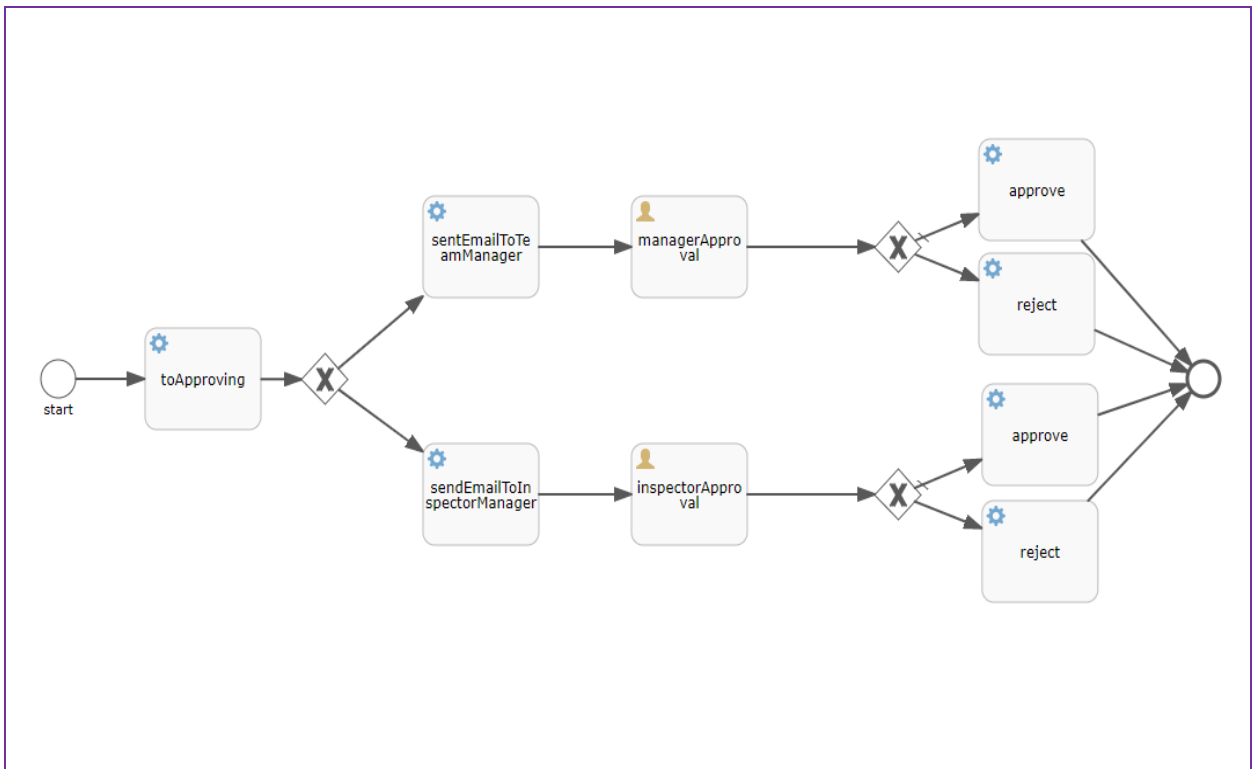 start
toApproving
sentEmailToTe
amManager
managerAppro
val
approve
reject
sendEmailToIn
spectorManager
inspectorAppro
val
approve
reject